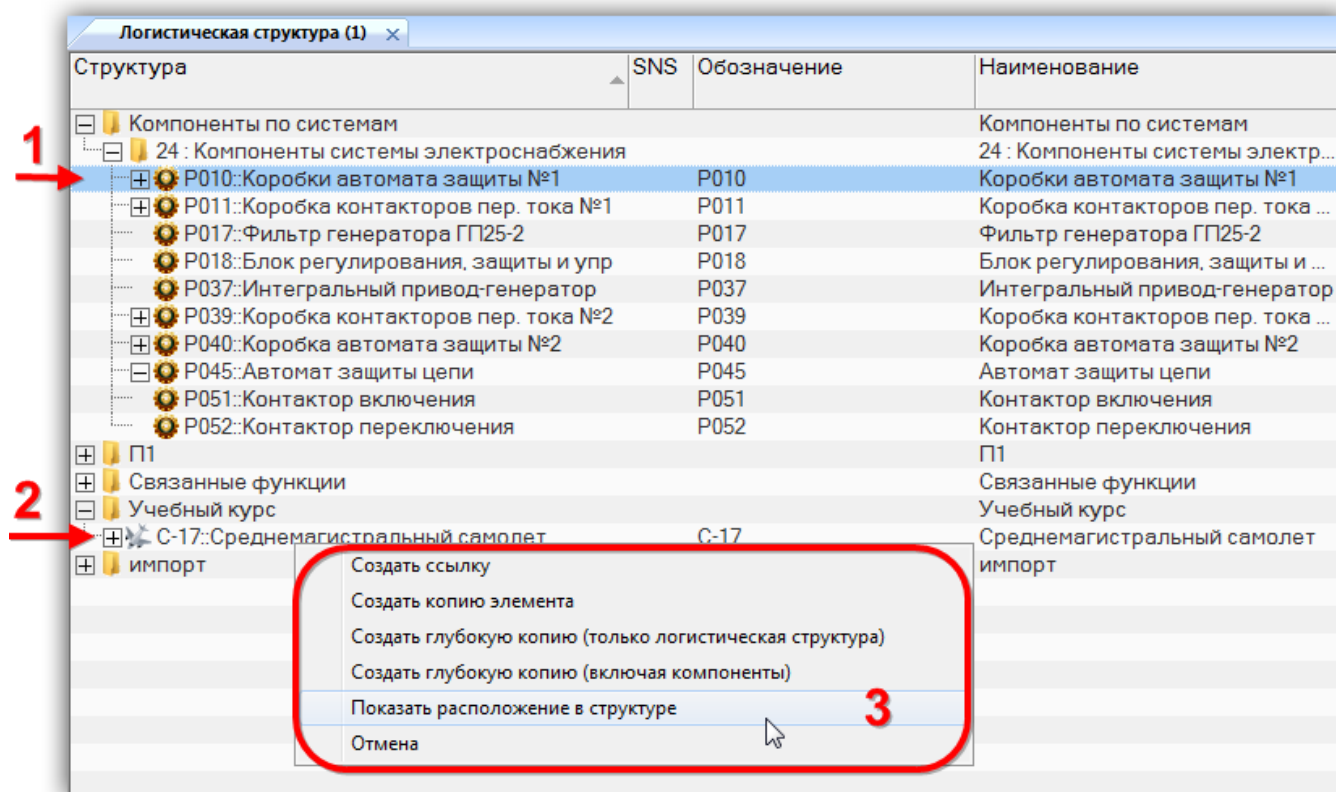 Логистическая структура (1)
Структура SNS Обозначение Наименование
Компоненты по системам Компоненты по системам
1
24 : Компоненты системы электроснабжения 24 : Компоненты системы электр...
P010::Коробки автомата защиты №1 P010 Коробки автомата защиты №1
P011::Коробка контакторов пер. тока №1 P011 Коробка контакторов пер. тока ...
P017::Фильтр генератора ГП25-2 P017 Фильтр генератора ГП25-2
P018::Блок регулирования, защиты и упр P018 Блок регулирования, защиты и ...
P037::Интегральный привод-генератор P037 Интегральный привод-генератор
P039::Коробка контакторов пер. тока №2 P039 Коробка контакторов пер. тока ...
P040::Коробка автомата защиты №2 P040 Коробка автомата защиты №2
P045::Автомат защиты цепи P045 Автомат защиты цепи
P051::Контактор включения P051 Контактор включения
P052::Контактор переключения P052 Контактор переключения
П1 П1
Связанные функции Связанные функции
2
Учебный курс Учебный курс
С-17::Среднемагистральный самолет С-17 Среднемагистральный самолет
импорт импорт
Создать ссылку
Создать копию элемента
Создать глубокую копию (только логистическая структура)
Создать глубокую копию (включая компоненты)
Показать расположение в структуре
3
Отмена